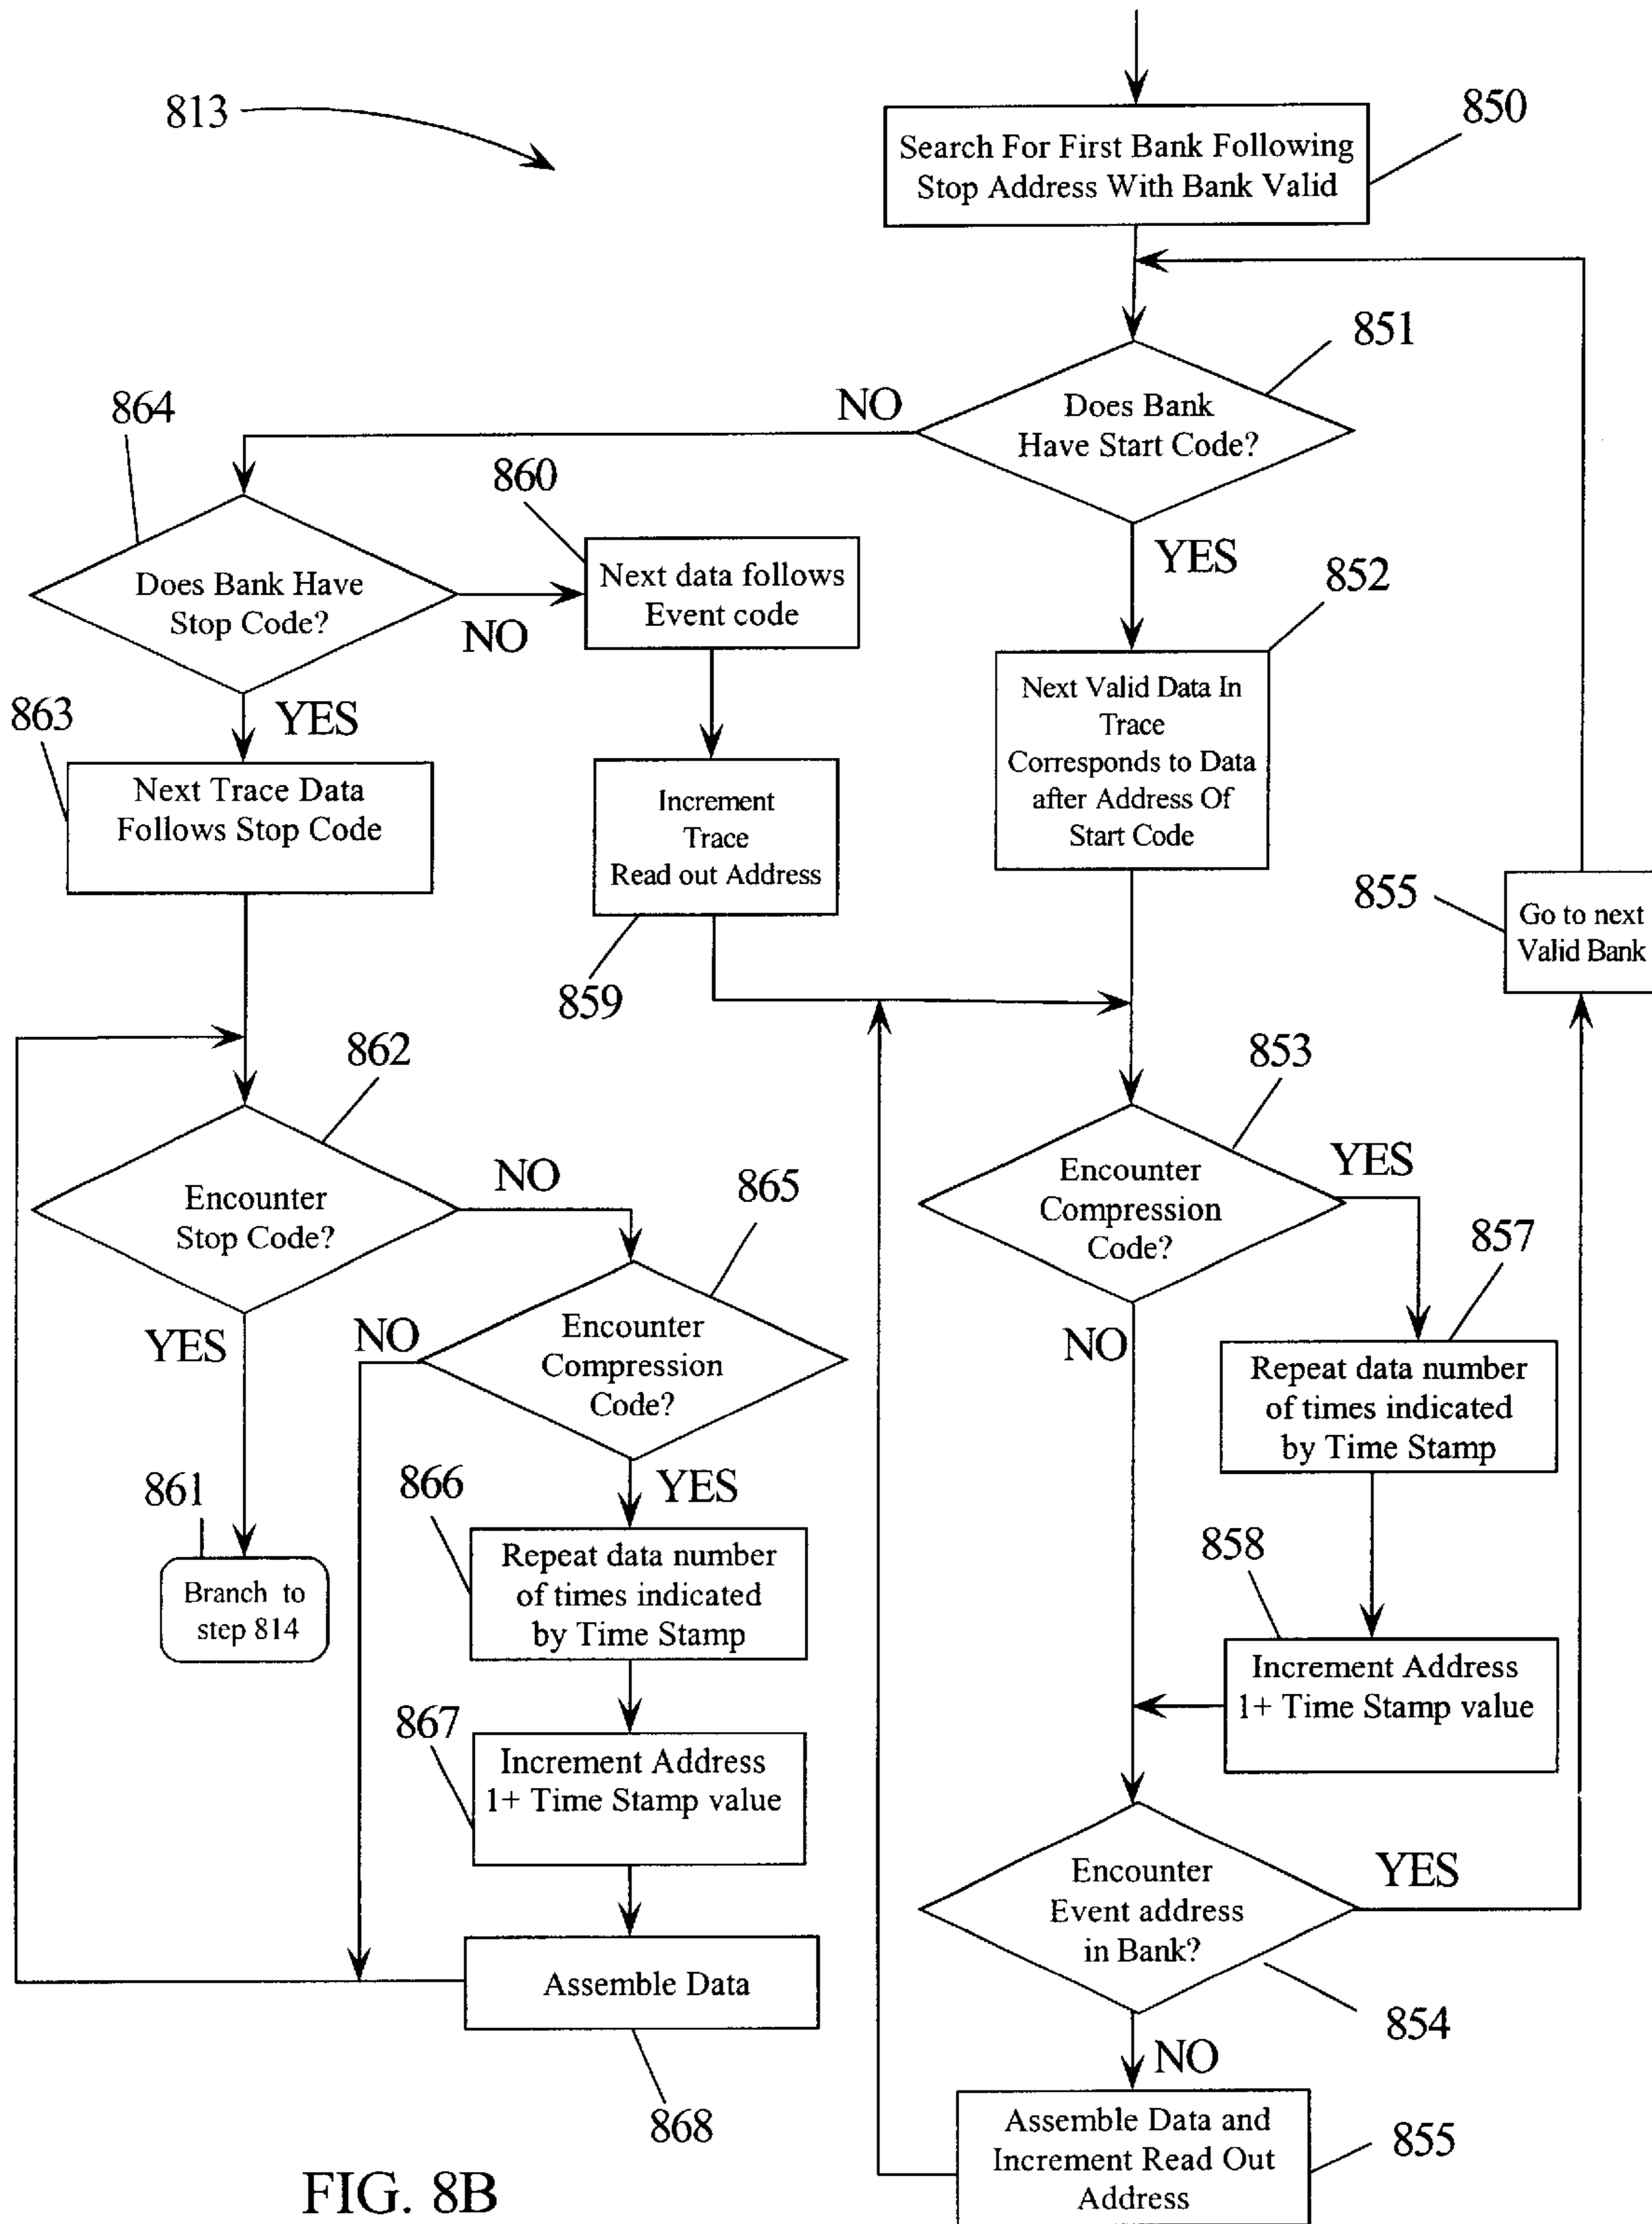 813
850
Search For First Bank Following
Stop Address With Bank Valid
851
Does Bank
Have Start Code?
NO
YES
864
Does Bank Have
Stop Code?
NO
YES
860
Next data follows
Event code
852
Next Valid Data In
Trace
Corresponds to Data
after Address Of
Start Code
863
Next Trace Data
Follows Stop Code
Increment
Trace
Read out Address
859
855
Go to next
Valid Bank
862
Encounter
Stop Code?
NO
YES
865
Encounter
Compression
Code?
NO
YES
853
Encounter
Compression
Code?
YES
NO
857
Repeat data number
of times indicated
by Time Stamp
858
Increment Address
1+ Time Stamp value
861
Branch to
step 814
866
Repeat data number
of times indicated
by Time Stamp
867
Increment Address
1+ Time Stamp value
Assemble Data
868
Encounter
Event address
in Bank?
YES
854
NO
Assemble Data and
Increment Read Out
Address
855
FIG. 8B